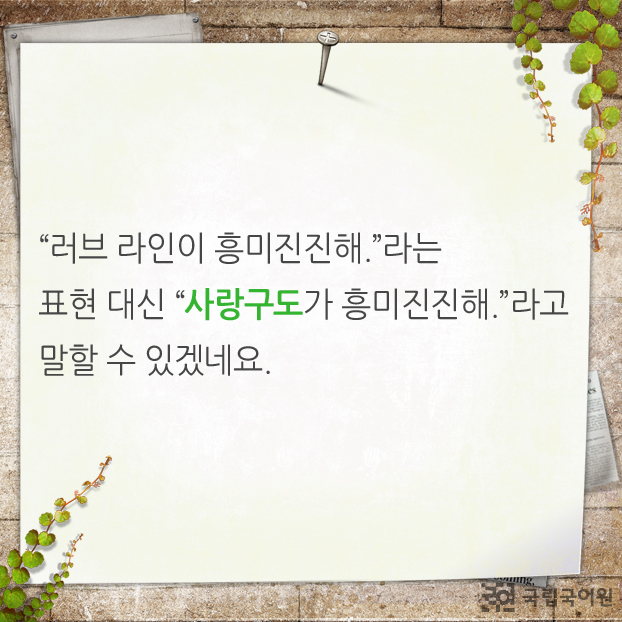 “러브 라인이 흥미진진해.”라는
표현 대신 “사랑구도가 흥미진진해.”라고
말할 수 있겠네요.
국립국어원